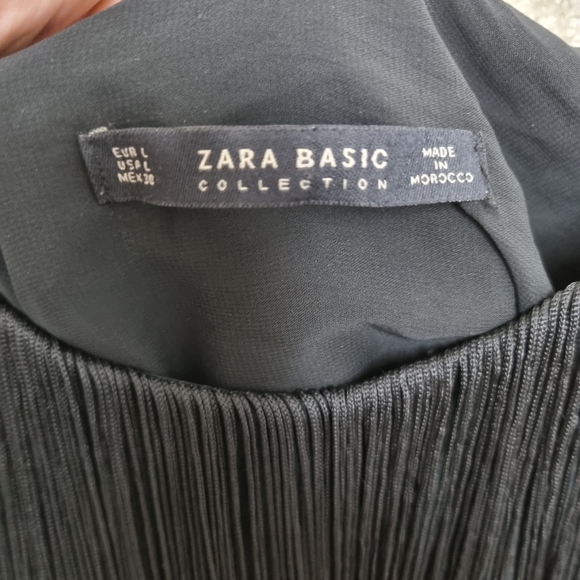 EUR L
USA L
MEX 30
ZARA BASIC
COLLECTION
MADE
IN
MOROCCO